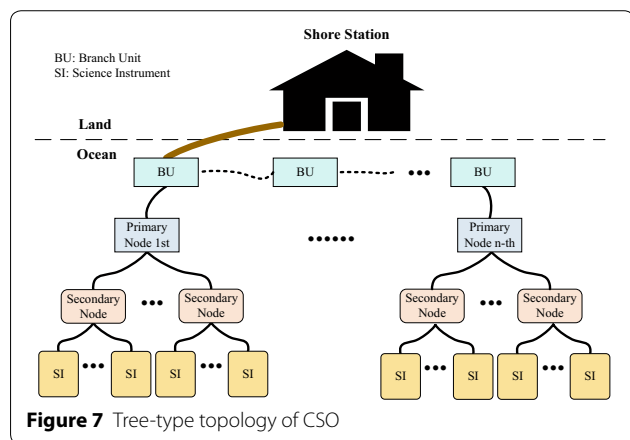 Shore Station
BU: Branch Unit
SI: Science Instrument
Land
Ocean
BU
BU
•••
BU
Primary
Node 1st
••••••
Primary
Node n-th
Secondary
Node
•••
Secondary
Node
Secondary
Node
•••
Secondary
Node
SI ••• SI SI ••• SI
SI ••• SI SI ••• SI
Figure 7 Tree-type topology of CSO